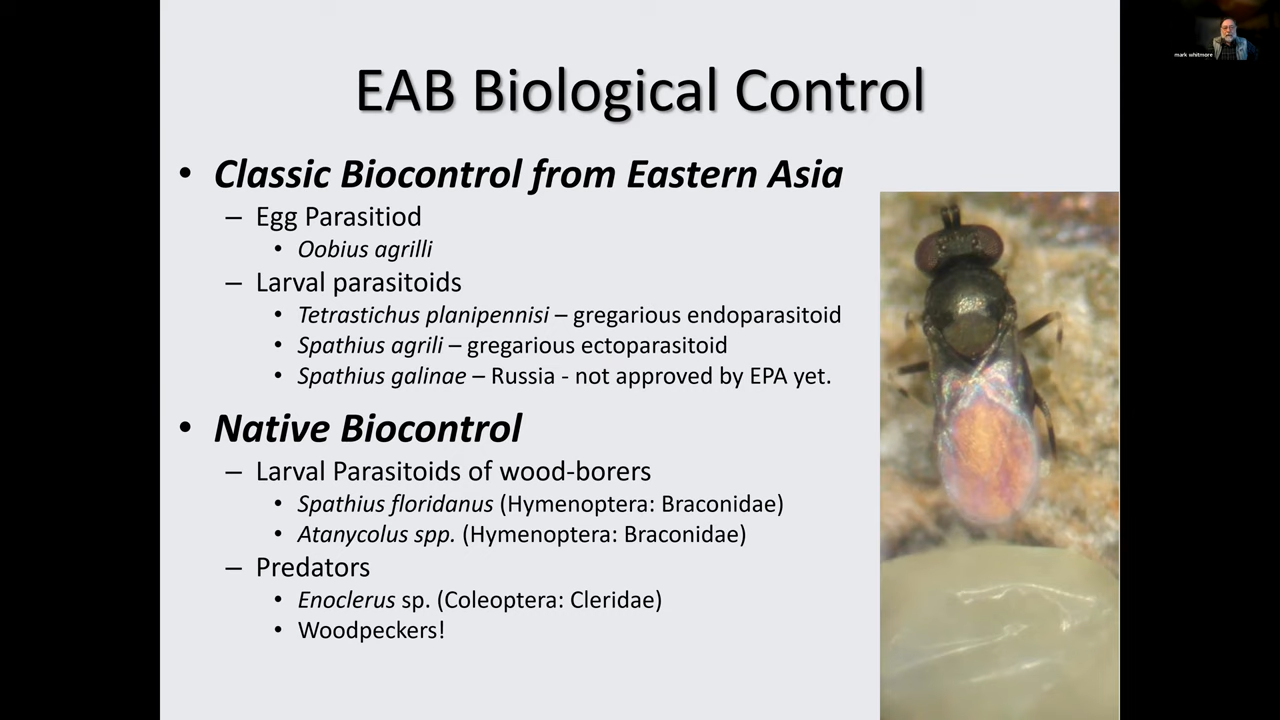 EAB Biological Control
• Classic Biocontrol from Eastern Asia
– Egg Parasitiod
• Oobius agrilli
– Larval parasitoids
• Tetrastichus planipennisi – gregarious endoparasitoid
• Spathius agrili – gregarious ectoparasitoid
• Spathius galinae – Russia - not approved by EPA yet.
• Native Biocontrol
– Larval Parasitoids of wood-borers
• Spathius floridanus (Hymenoptera: Braconidae)
• Atanycolus spp. (Hymenoptera: Braconidae)
– Predators
• Enoclerus sp. (Coleoptera: Cleridae)
• Woodpeckers!
mark whitmore